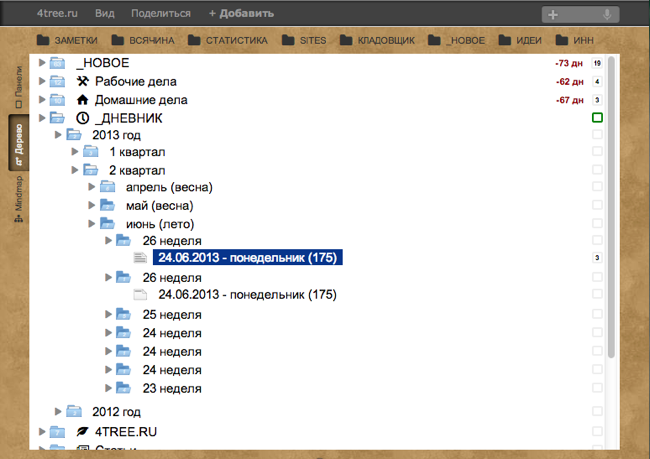 4tree.ru Вид Поделиться + Добавить
ЗАМЕТКИ ВСЯЧИНА СТАТИСТИКА SITES КЛАДОВЩИК _НОВОЕ ИДЕИ ИНН
Панели
Дерево
Mindmap
_НОВОЕ -73 дн 19
Рабочие дела -62 дн 4
Домашние дела -67 дн 3
_ДНЕВНИК
2013 год
1 квартал
2 квартал
апрель (весна)
май (весна)
июнь (лето)
26 неделя
24.06.2013 - понедельник (175) 3
26 неделя
24.06.2013 - понедельник (175)
25 неделя
24 неделя
24 неделя
24 неделя
23 неделя
2012 год
4TREE.RU